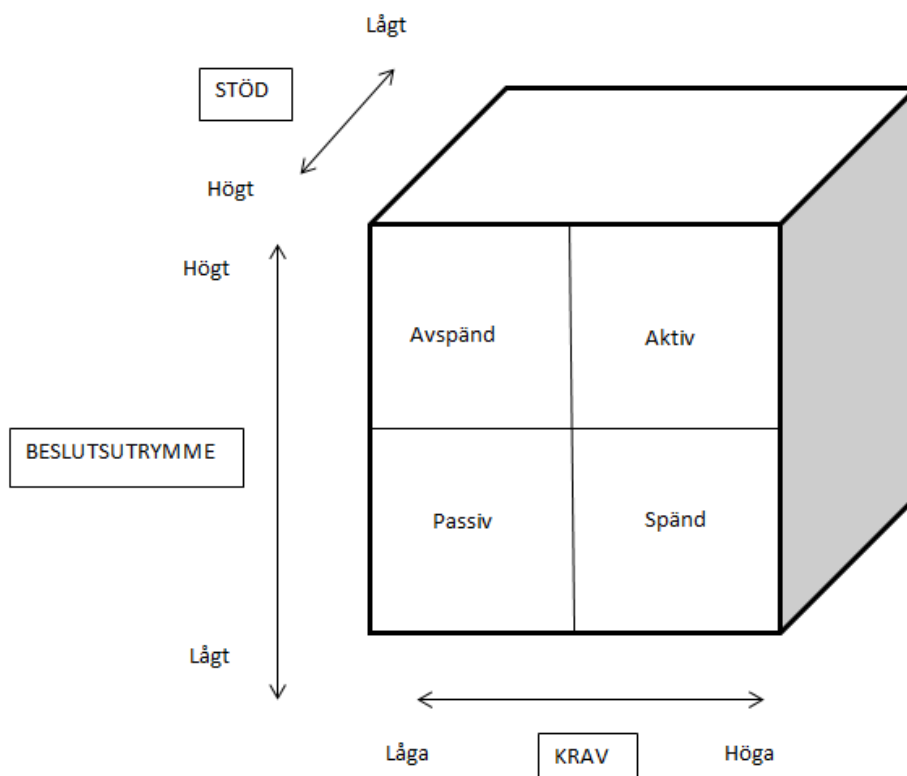 Lågt
STÖD
Högt
Högt
Avspänd
Aktiv
BESLUTSUTRYMME
Passiv
Spänd
Lågt
Låga
KRAV
Höga